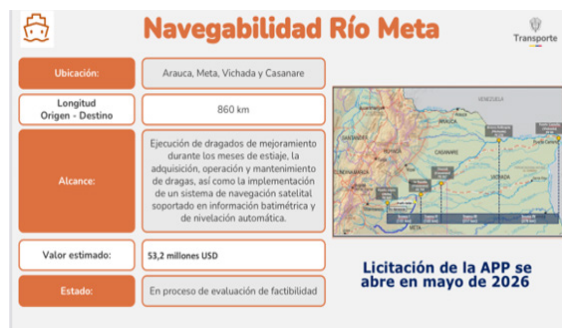 Navegabilidad Río Meta
Transporte
Ubicación:
Arauca, Meta, Vichada y Casanare
Longitud
Origen - Destino
860 km
Alcance:
Ejecución de dragados de mejoramiento
durante los meses de estiaje, la
adquisición, operación y mantenimiento
de dragas, así como la implementación
de un sistema de navegación satelital
soportado en información batimétrica y
de nivelación automática.
Valor estimado:
53,2 millones USD
Estado:
En proceso de evaluación de factibilidad
VENEZUELA
ARAUCA
CASANARE
VICHADA
META
Licitación de la APP se
abre en mayo de 2026